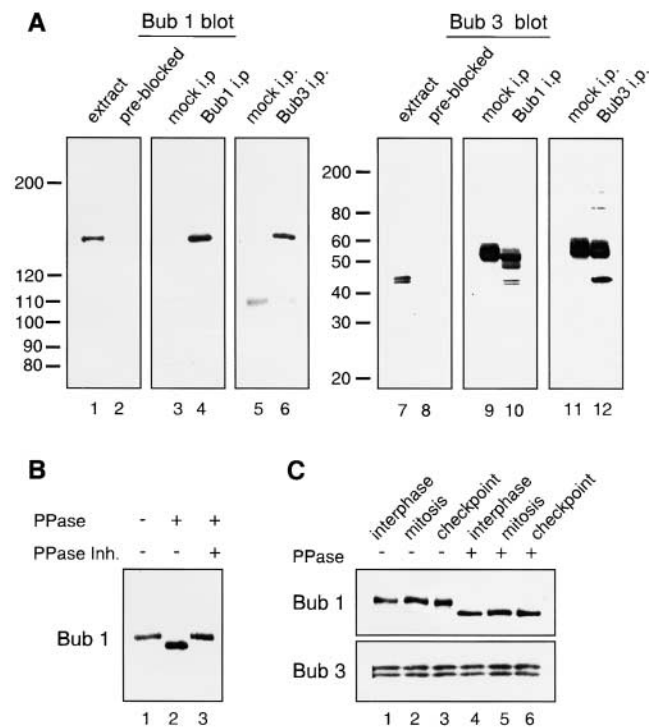 A
Bub 1 blot
Bub 3 blot
extract
pre-blocked
mock i.p
Bub1 i.p
mock i.p.
Bub3 i.p.
extract
pre-blocked
mock i.p.
Bub1 i.p
mock i.p.
Bub3 i.p.
200
120
110
100
90
80
200
80
60
50
40
30
20
1 2 3 4 5 6 7 8 9 10 11 12
B
PPase - + +
PPase Inh. - - +
Bub 1
1 2 3
C
interphase
mitosis
checkpoint
interphase
mitosis
checkpoint
PPase - - - + + +
Bub 1
Bub 3
1 2 3 4 5 6